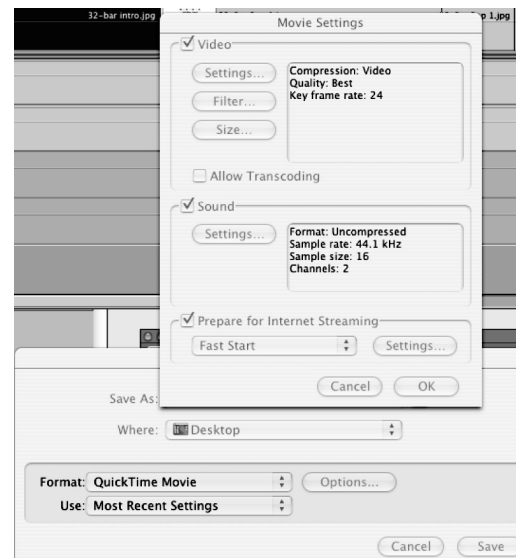 32-bar intro.jpg
1.jpg
Movie Settings
Video
Settings...
Compression: Video
Quality: Best
Key frame rate: 24
Filter...
Size...
Allow Transcoding
Sound
Settings...
Format: Uncompressed
Sample rate: 44.1 kHz
Sample size: 16
Channels: 2
Prepare for Internet Streaming
Fast Start
Settings...
Cancel
OK
Save As:
Where:
Desktop
Format:
QuickTime Movie
Options...
Use:
Most Recent Settings
Cancel
Save